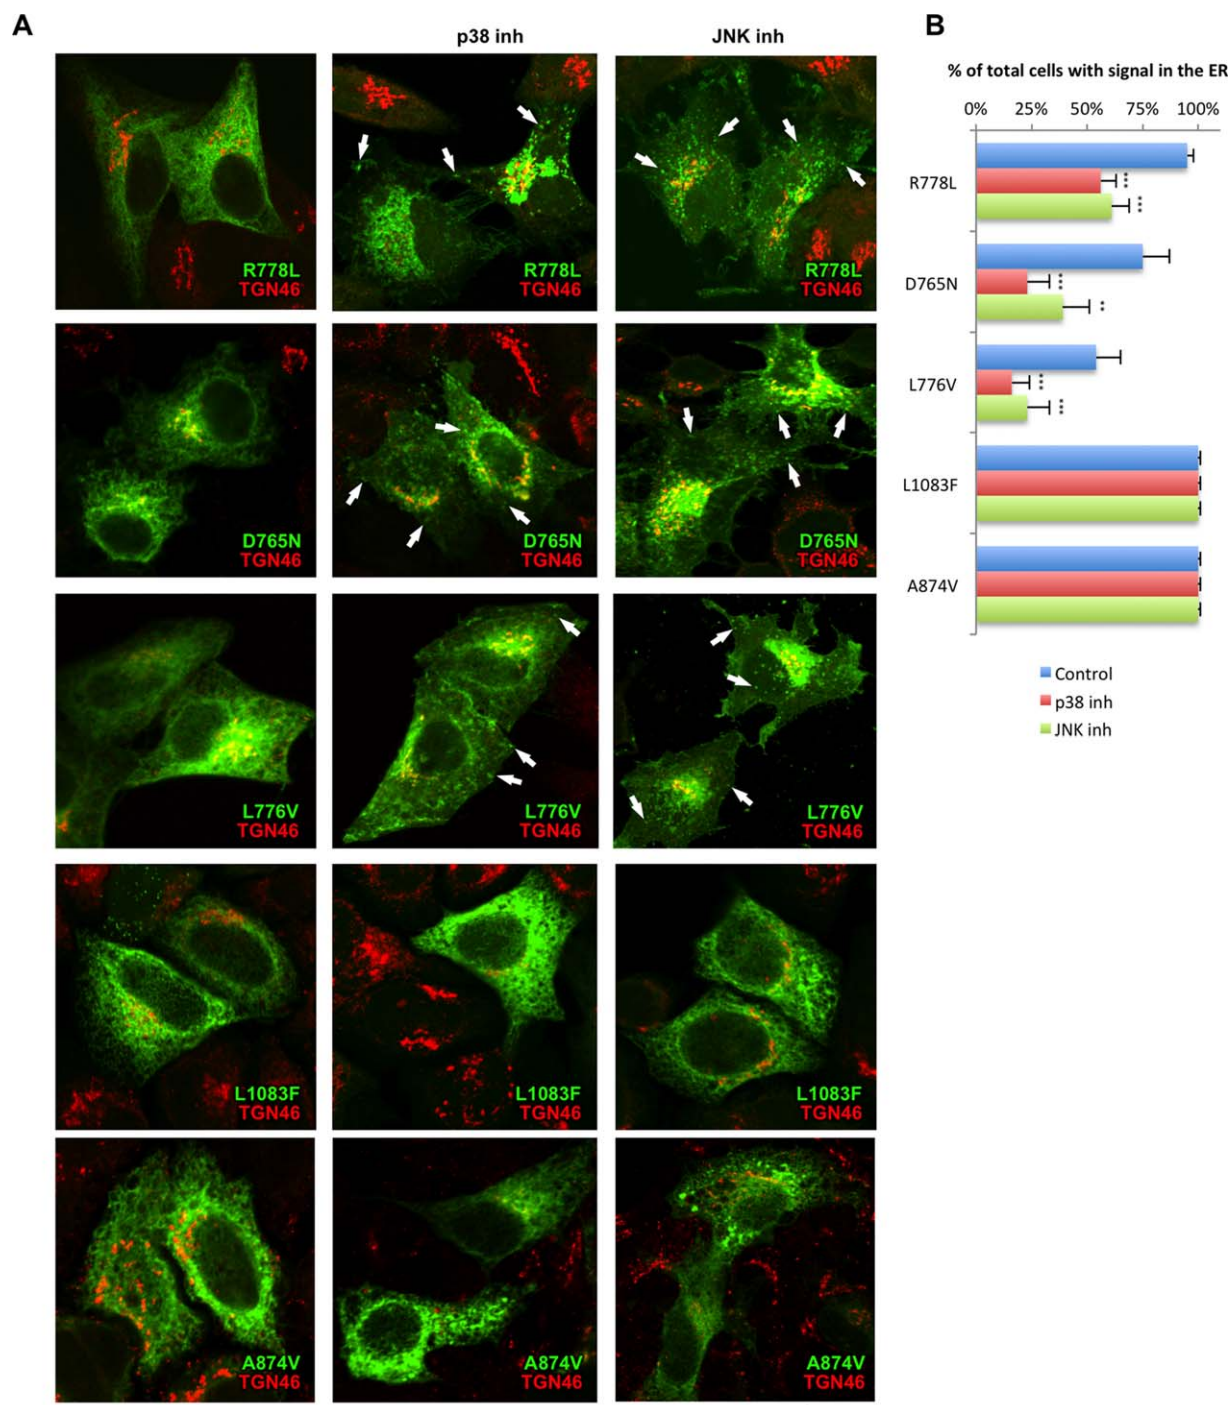 A
B
p38 inh
JNK inh
R778L
TGN46
R778L
TGN46
R778L
TGN46
D765N
TGN46
D765N
TGN46
D765N
TGN46
L776V
TGN46
L776V
TGN46
L776V
TGN46
L1083F
TGN46
L1083F
TGN46
L1083F
TGN46
A874V
TGN46
A874V
TGN46
A874V
TGN46
% of total cells with signal in the ER
0% 25% 50% 75% 100%
R778L
***
***
D765N
***
**
L776V
***
***
L1083F
A874V
Control
p38 inh
JNK inh